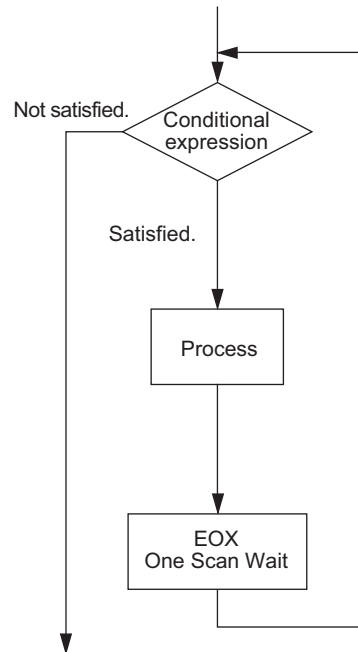 Not satisfied.
Conditional
expression
Satisfied.
Process
EOX
One Scan Wait